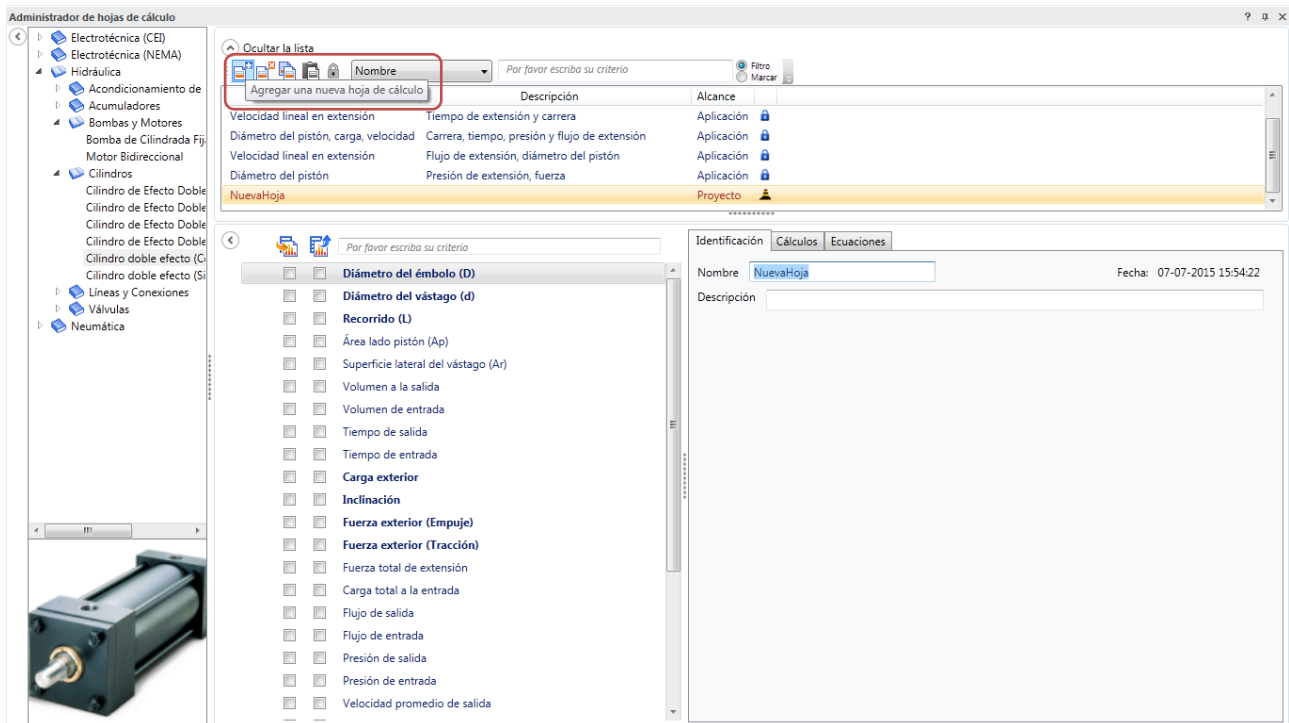 Administrador de hojas de cálculo
Electrotécnica (CEI)
Electrotécnica (NEMA)
Hidráulica
Acondicionamiento de
Acumuladores
Bombas y Motores
Bomba de Cilindrada Fij
Motor Bidireccional
Cilindros
Cilindro de Efecto Doble
Cilindro de Efecto Doble
Cilindro de Efecto Doble
Cilindro de Efecto Doble
Cilindro doble efecto (C
Cilindro doble efecto (Si
Líneas y Conexiones
Válvulas
Neumática
Ocultar la lista
Nombre Por favor escriba su criterio Filtro
Marcar
Agregar una nueva hoja de cálculo
Descripción Alcance
Velocidad lineal en extensión Tiempo de extensión y carrera Aplicación
Diámetro del pistón, carga, velocidad Carrera, tiempo, presión y flujo de extensión Aplicación
Velocidad lineal en extensión Flujo de extensión, diámetro del pistón Aplicación
Diámetro del pistón Presión de extensión, fuerza Aplicación
NuevaHoja Proyecto
Por favor escriba su criterio
Diámetro del émbolo (D)
Diámetro del vástago (d)
Recorrido (L)
Área lado pistón (Ap)
Superficie lateral del vástago (Ar)
Volumen a la salida
Volumen de entrada
Tiempo de salida
Tiempo de entrada
Carga exterior
Inclinación
Fuerza exterior (Empuje)
Fuerza exterior (Tracción)
Fuerza total de extensión
Carga total a la entrada
Flujo de salida
Flujo de entrada
Presión de salida
Presión de entrada
Velocidad promedio de salida
Identificación Cálculos Ecuaciones
Nombre NuevaHoja Fecha: 07-07-2015 15:54:22
Descripción